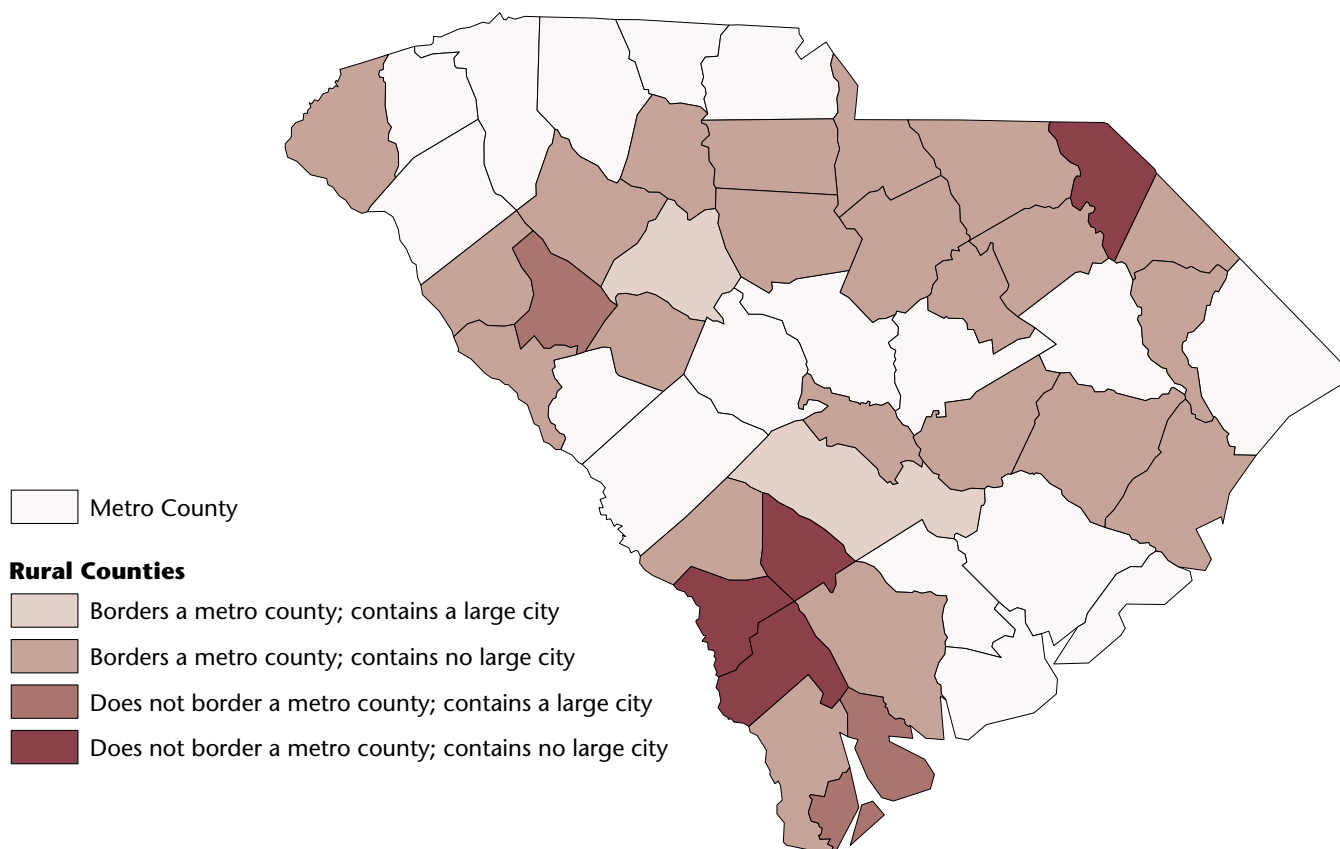 Metro County
Rural Counties
Borders a metro county; contains a large city
Borders a metro county; contains no large city
Does not border a metro county; contains a large city
Does not border a metro county; contains no large city